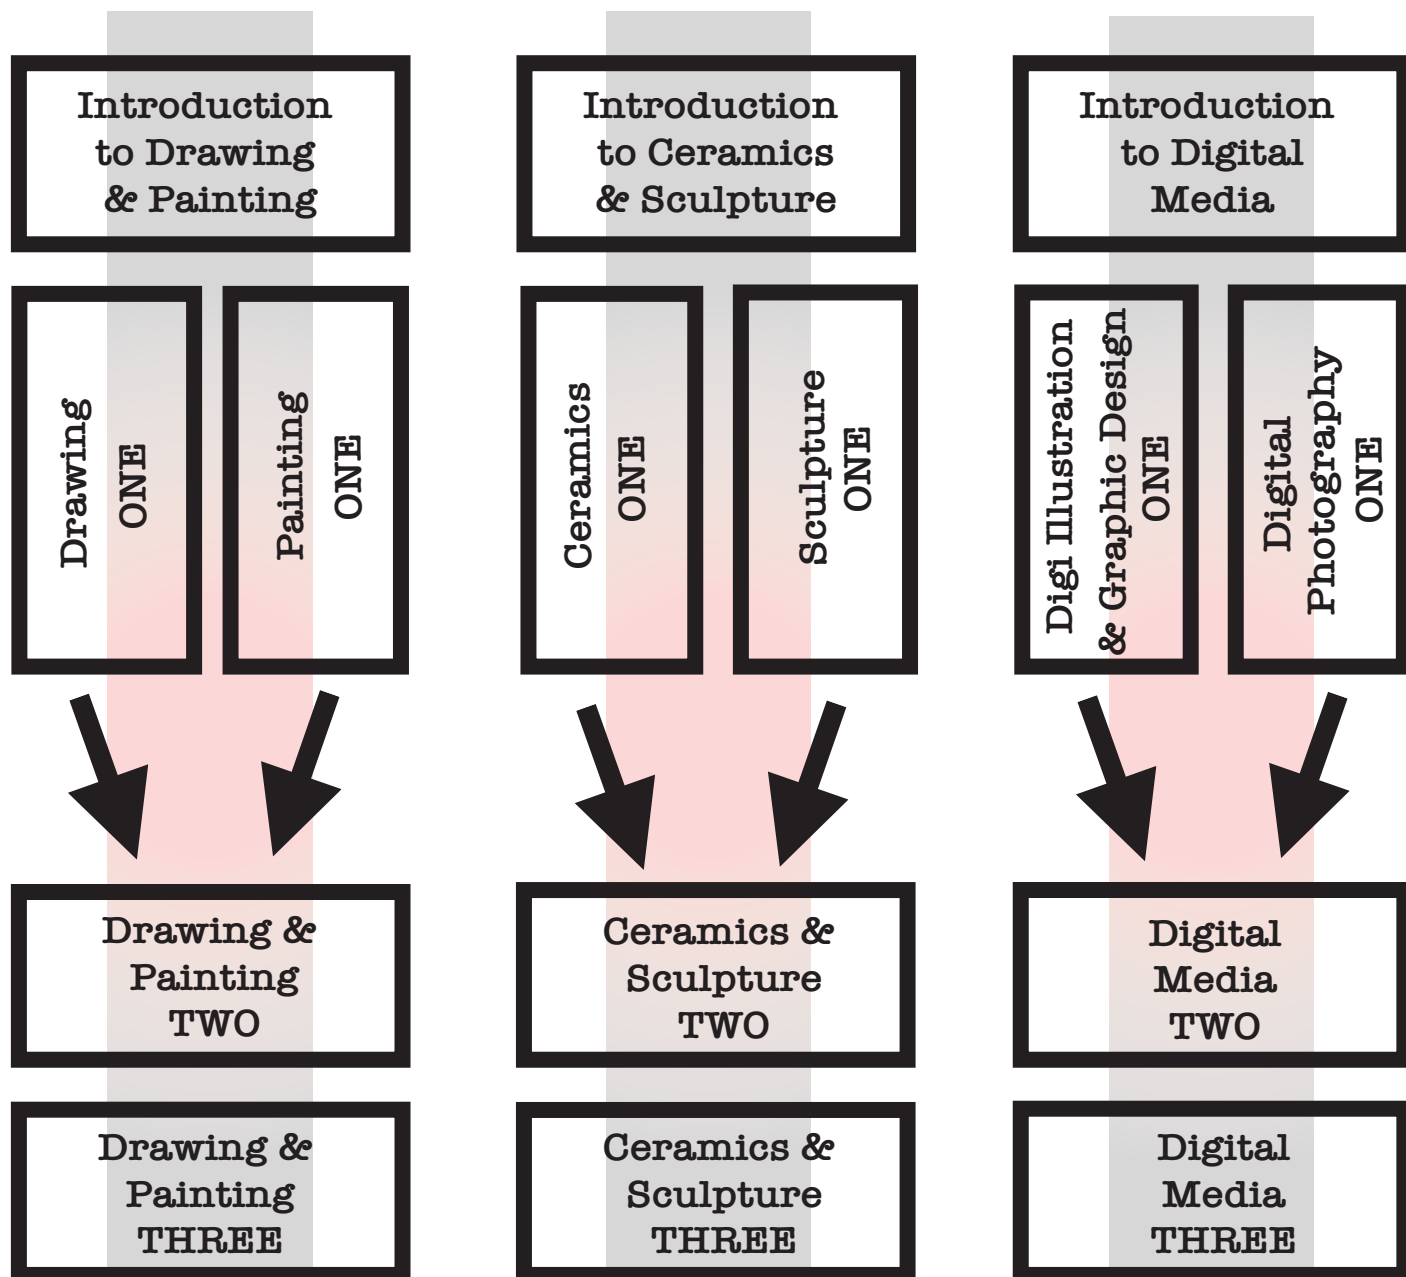 Introduction
to Drawing
& Painting
Introduction
to Ceramics
& Sculpture
Introduction
to Digital
Media
Drawing
ONE
Painting
ONE
Ceramics
ONE
Sculpture
ONE
Digi Illustration
& Graphic Design
ONE
Digital
Photography
ONE
Drawing &
Painting
TWO
Ceramics &
Sculpture
TWO
Digital
Media
TWO
Drawing &
Painting
THREE
Ceramics &
Sculpture
THREE
Digital
Media
THREE